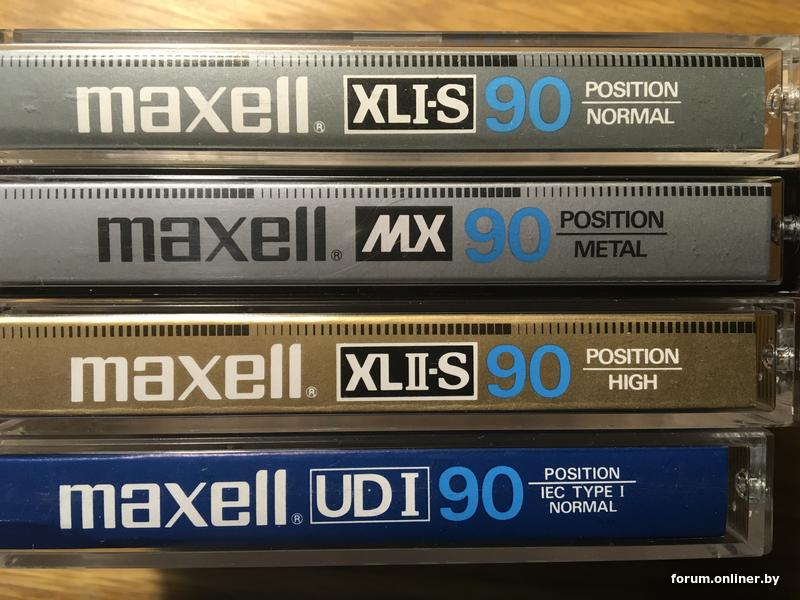 maxell® XLI-S 90 POSITION
NORMAL
maxell® MX 90 POSITION
METAL
maxell® XLII-S 90 POSITION
HIGH
maxell® UD I 90 POSITION
IEC TYPE I
NORMAL
forum.onliner.by